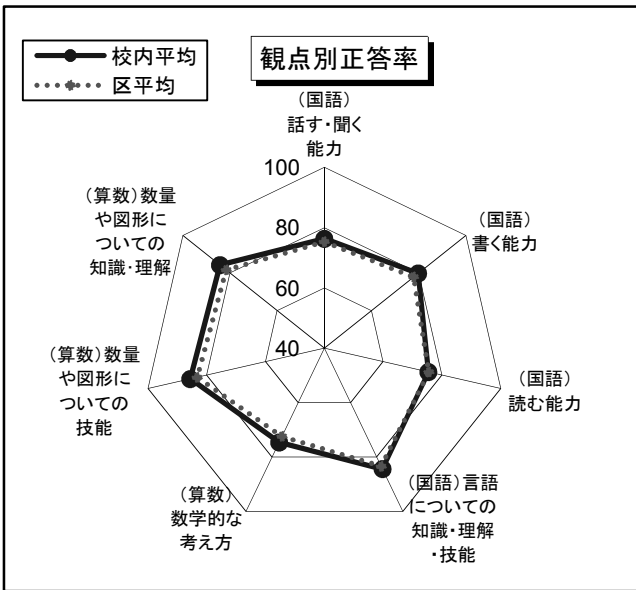 観点別正答率
校内平均
区平均
(国語)
話す・聞く
能力
(国語)
書く能力
(国語)
読む能力
(国語)言語
についての
知識・理解
・技能
(算数)
数学的な
考え方
(算数)数量
や図形に
ついての
技能
(算数)数量
や図形に
ついての
知識・理解
100
80
60
40